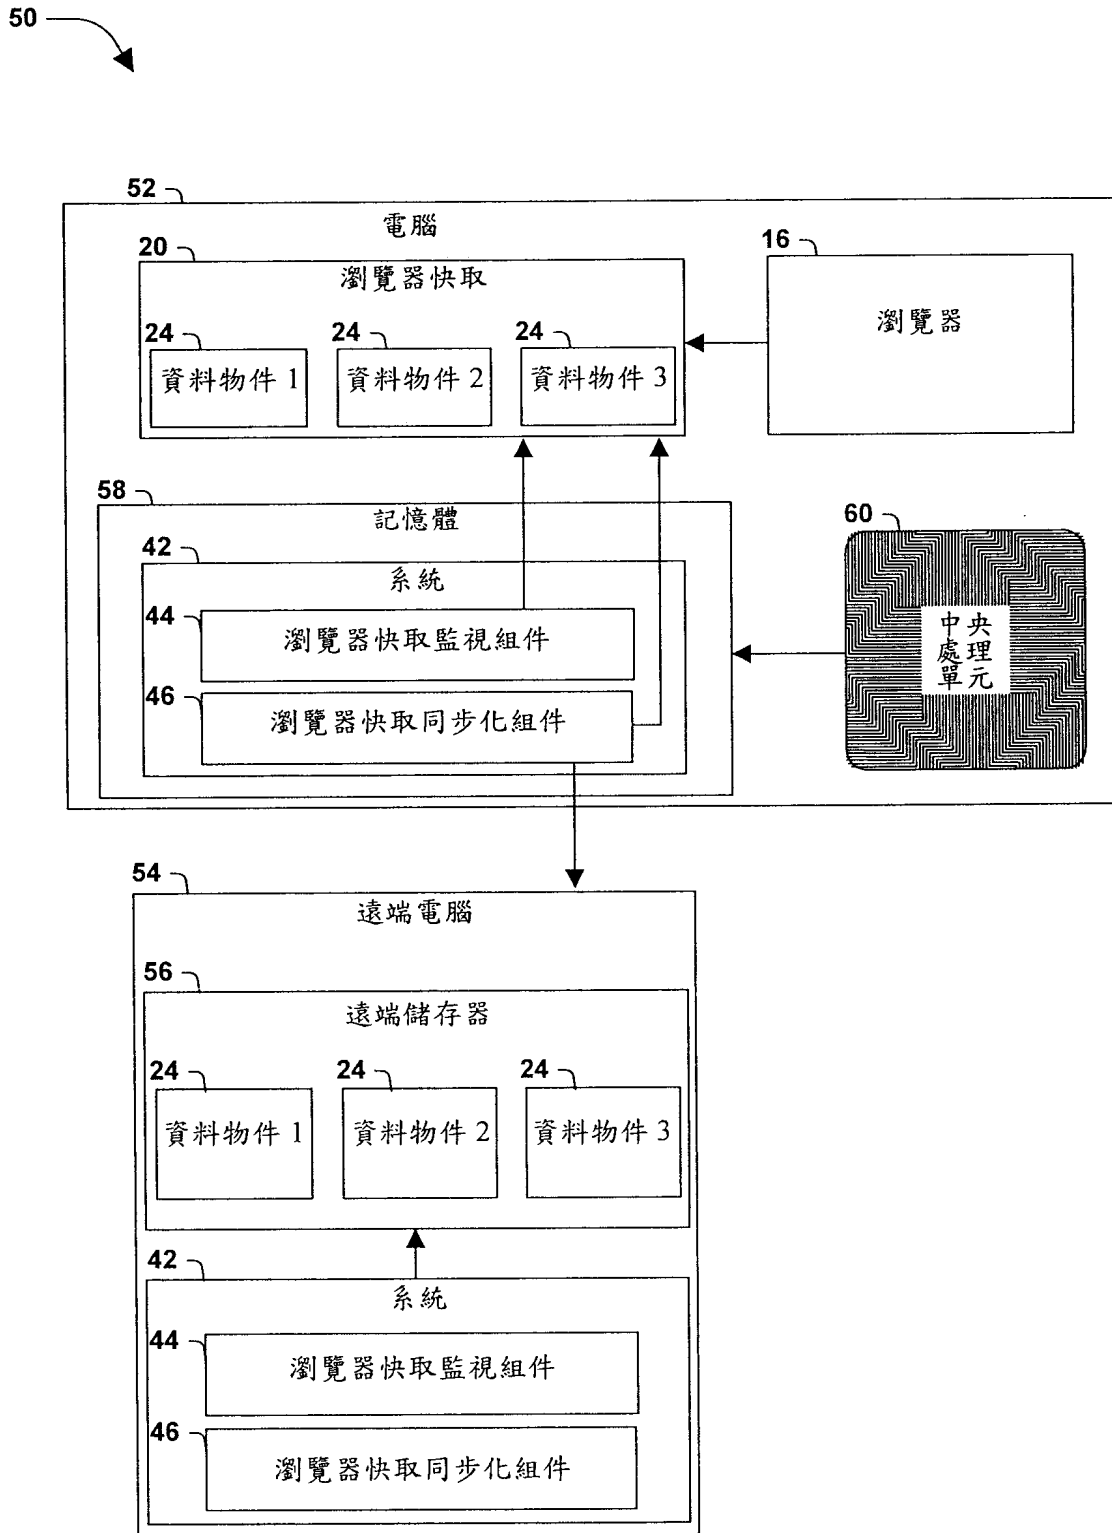 50
52
電腦
20
瀏覽器快取
16
瀏覽器
24
24
24
資料物件 1
資料物件 2
資料物件 3
58
記憶體
60
42
系統
44
瀏覽器快取監視組件
中央
處理
單元
46
瀏覽器快取同步化組件
54
遠端電腦
56
遠端儲存器
24
24
24
資料物件 1
資料物件 2
資料物件 3
42
系統
44
瀏覽器快取監視組件
46
瀏覽器快取同步化組件